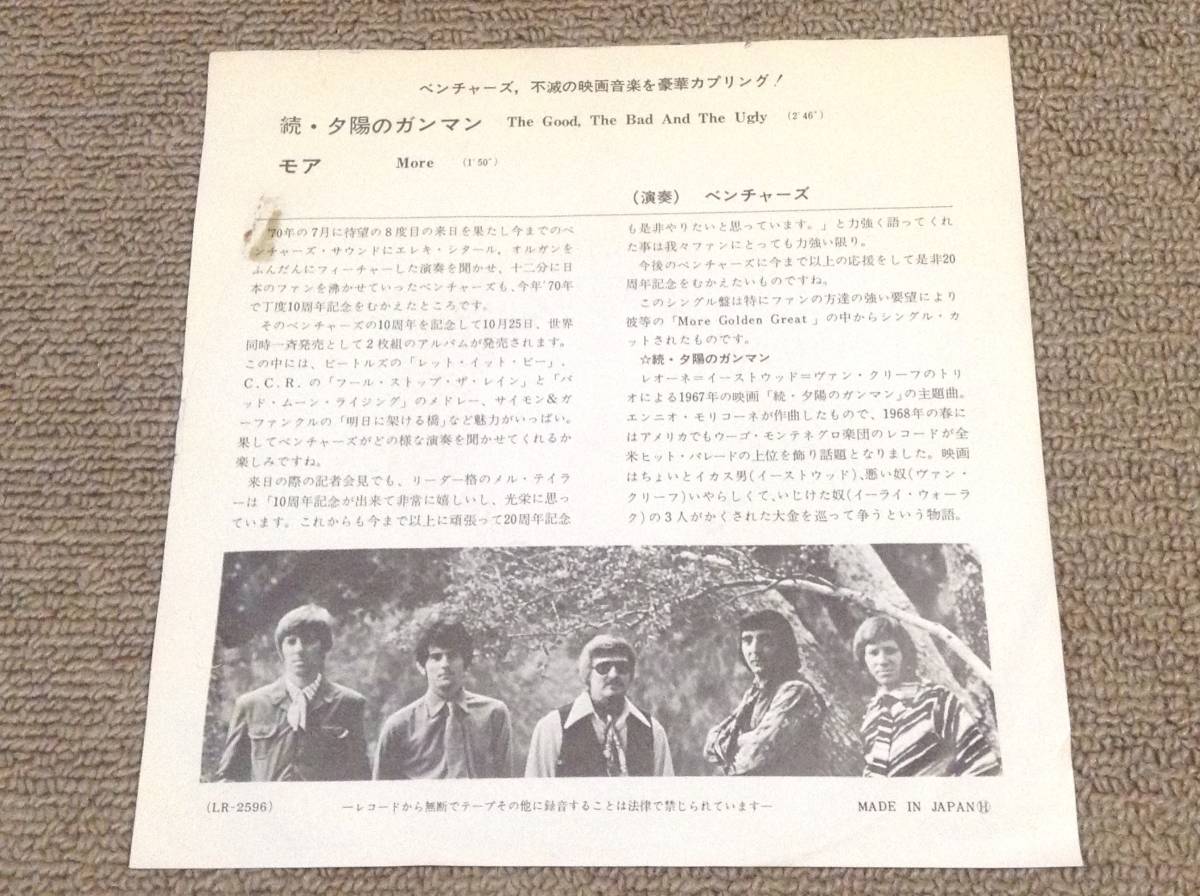 ベンチャーズ，不滅の映画音楽を豪華カプリング！
続・夕陽のガンマン The Good, The Bad And The Ugly (2′46″)
モア More (1′50″)
(演奏) ベンチャーズ
'70年の7月に待望の8度目の来日を果たし今までのベ
ンチャーズ・サウンドにエレキ・シタール，オルガンを
ふんだんにフィーチャーした演奏を聞かせ、十二分に日
本のファンを沸かせていったベンチャーズも、今年'70年
で丁度10周年記念をむかえたところです。
そのベンチャーズの10周年を記念して10月25日、世界
同時一斉発売として2枚組のアルバムが発売されます。
この中には、ビートルズの「レット・イット・ビー」、
C.C.R.の「フール・ストップ・ザ・レイン」と「バ
ッド・ムーン・ライジング」のメドレー、サイモン&ガ
ーファンクルの「明日に架ける橋」など魅力がいっぱい。
果してベンチャーズがどの様な演奏を聞かせてくれるか
楽しみですね。
来日の際の記者会見でも、リーダー格のメル・テイラ
ーは「10周年記念が出来て非常に嬉しいし、光栄に思っ
ています。これからも今まで以上に頑張って20周年記念
も是非やりたいと思っています。」と力強く語ってくれ
た事は我々ファンにとっても力強い限り。
今後のベンチャーズに今まで以上の応援をして是非20
周年記念をむかえたいものですね。
このシングル盤は特にファンの方達の強い要望により
彼等の「More Golden Great」の中からシングル・カ
ットされたものです。
☆続・夕陽のガンマン
レオーネ＝イーストウッド＝ヴァン・クリーフのトリ
オによる1967年の映画「続・夕陽のガンマン」の主題曲。
エンニオ・モリコーネが作曲したもので、1968年の春に
はアメリカでもウーゴ・モンテネグロ楽団のレコードが全
米ヒット・パレードの上位を飾り話題となりました。映画
はちょいとイカス男(イーストウッド)、悪い奴(ヴァン・
クリーフ)いやらしくて、いじけた奴(イーライ・ウォーラ
ク)の3人がかくされた大金を巡って争うという物語。
(LR-2596)
—レコードから無断でテープその他に録音することは法律で禁じられています—
MADE IN JAPAN Ⓗ